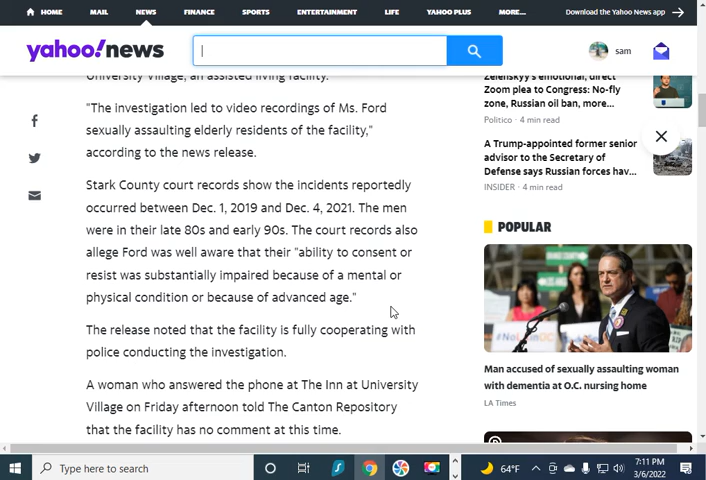 HOME MAIL NEWS FINANCE SPORTS ENTERTAINMENT LIFE YAHOO PLUS MORE... Download the Yahoo News app
yahoo!news
sam
University Village, an assisted living facility.
"The investigation led to video recordings of Ms. Ford
sexually assaulting elderly residents of the facility,"
according to the news release.
Stark County court records show the incidents reportedly
occurred between Dec. 1, 2019 and Dec. 4, 2021. The men
were in their late 80s and early 90s. The court records also
allege Ford was well aware that their "ability to consent or
resist was substantially impaired because of a mental or
physical condition or because of advanced age."
The release noted that the facility is fully cooperating with
police conducting the investigation.
A woman who answered the phone at The Inn at University
Village on Friday afternoon told The Canton Repository
that the facility has no comment at this time.
Zelenskyy's emotional, direct
Zoom plea to Congress: No-fly
zone, Russian oil ban, more...
Politico · 4 min read
A Trump-appointed former senior
advisor to the Secretary of
Defense says Russian forces hav...
INSIDER · 4 min read
POPULAR
Man accused of sexually assaulting woman
with dementia at O.C. nursing home
LA Times
Type here to search
64°F
7:11 PM
3/6/2022